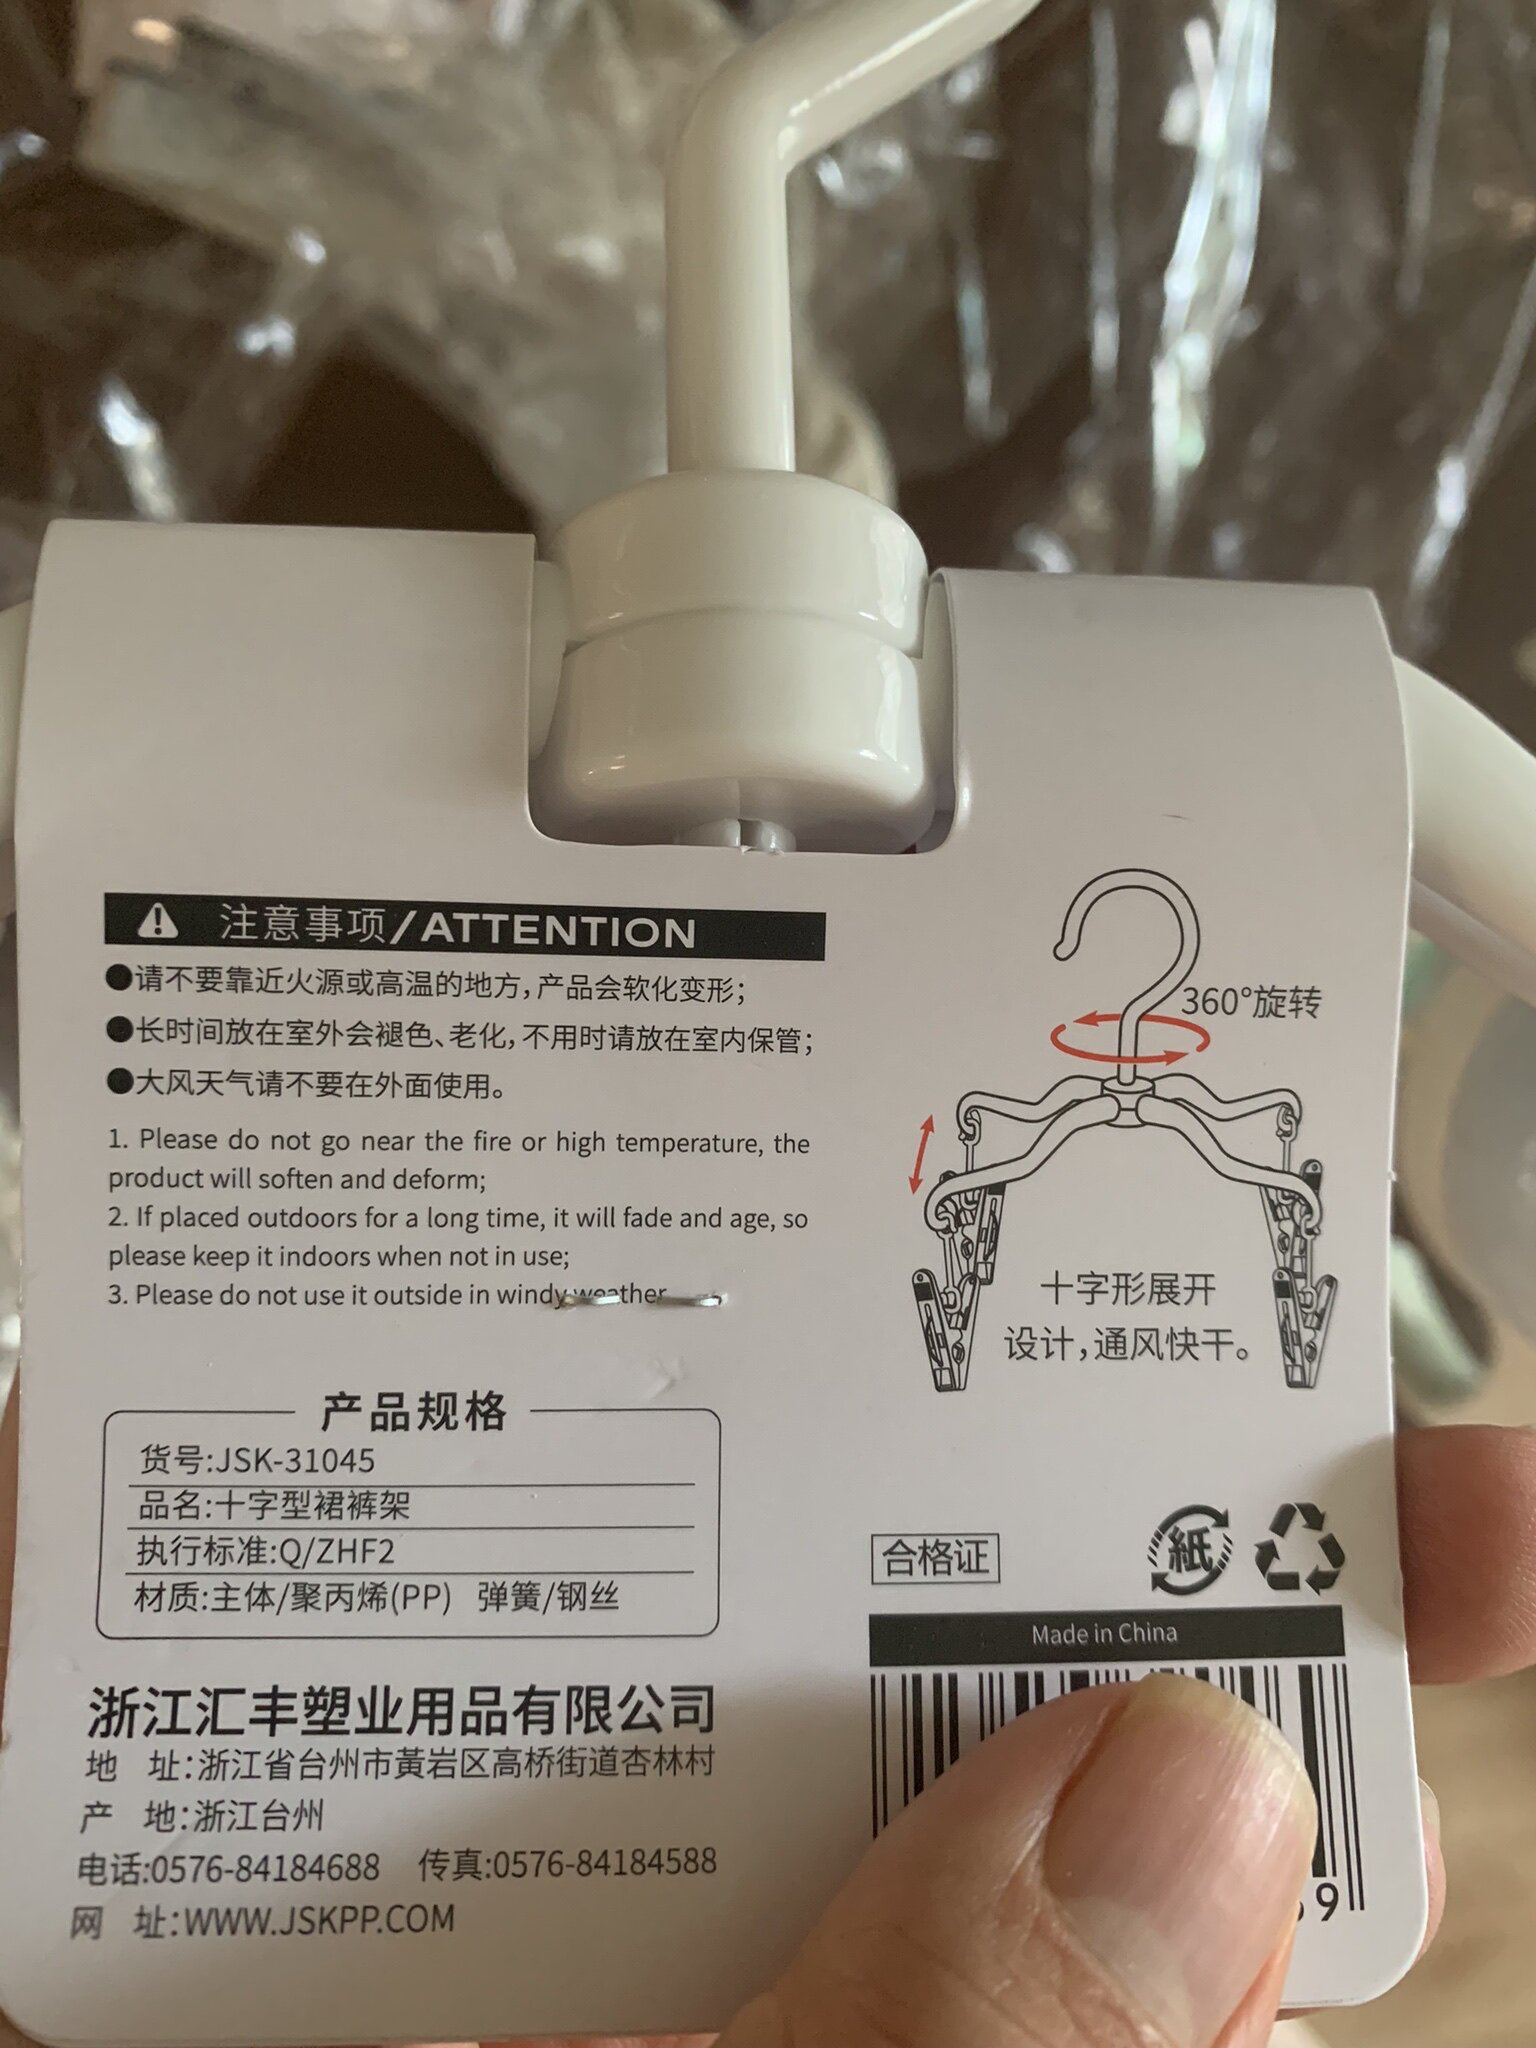 注意事项/ATTENTION
●请不要靠近火源或高温的地方，产品会软化变形；
●长时间放在室外会褪色、老化，不用时请放在室内保管；
●大风天气请不要在外面使用。
1. Please do not go near the fire or high temperature, the
product will soften and deform;
2. If placed outdoors for a long time, it will fade and age, so
please keep it indoors when not in use;
3. Please do not use it outside in windy weather
360°旋转
十字形展开
设计，通风快干。
产品规格
货号:JSK-31045
品名:十字型裙裤架
执行标准:Q/ZHF2
材质:主体/聚丙烯(PP) 弹簧/钢丝
浙江汇丰塑业用品有限公司
地 址:浙江省台州市黃岩区高桥街道杏林村
产 地:浙江台州
电话:0576-84184688 传真:0576-84184588
网 址:WWW.JSKPP.COM
合格证
紙
Made in China
9